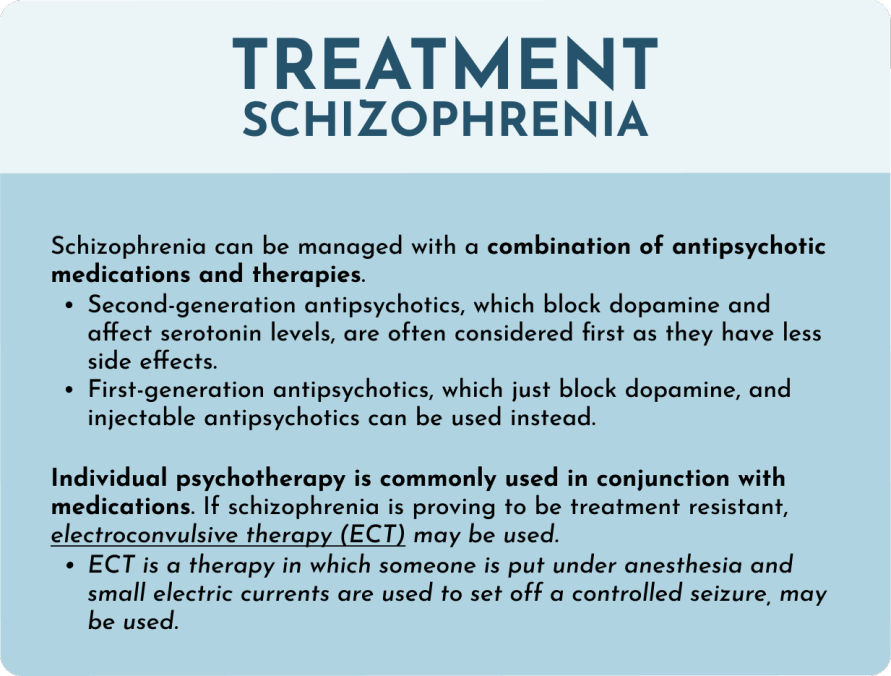 TREATMENT
SCHIZOPHRENIA
Schizophrenia can be managed with a combination of antipsychotic
medications and therapies.
• Second-generation antipsychotics, which block dopamine and
affect serotonin levels, are often considered first as they have less
side effects.
• First-generation antipsychotics, which just block dopamine, and
injectable antipsychotics can be used instead.
Individual psychotherapy is commonly used in conjunction with
medications. If schizophrenia is proving to be treatment resistant,
electroconvulsive therapy (ECT) may be used.
• ECT is a therapy in which someone is put under anesthesia and
small electric currents are used to set off a controlled seizure, may
be used.